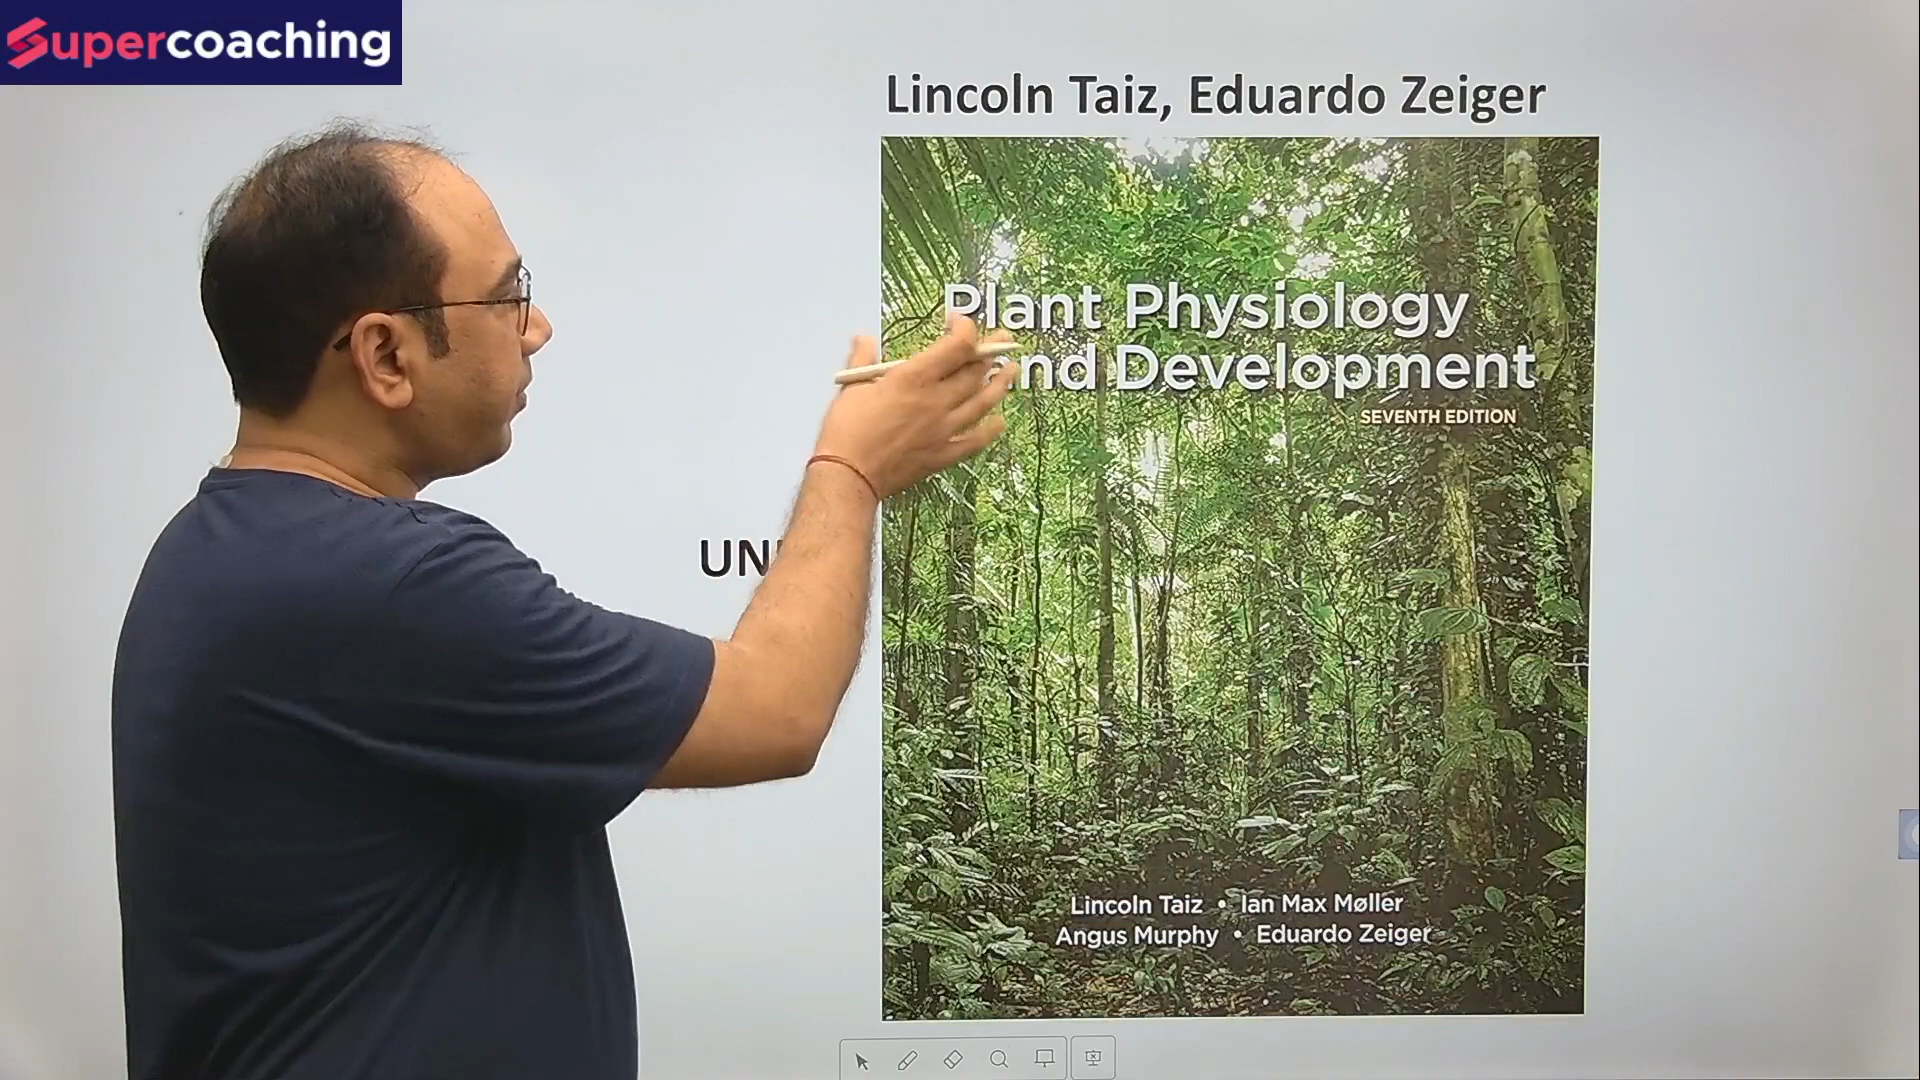 Supercoaching
Lincoln Taiz, Eduardo Zeiger
Plant Physiology
and Development
SEVENTH EDITION
Lincoln Taiz • Ian Max Møller
Angus Murphy • Eduardo Zeiger